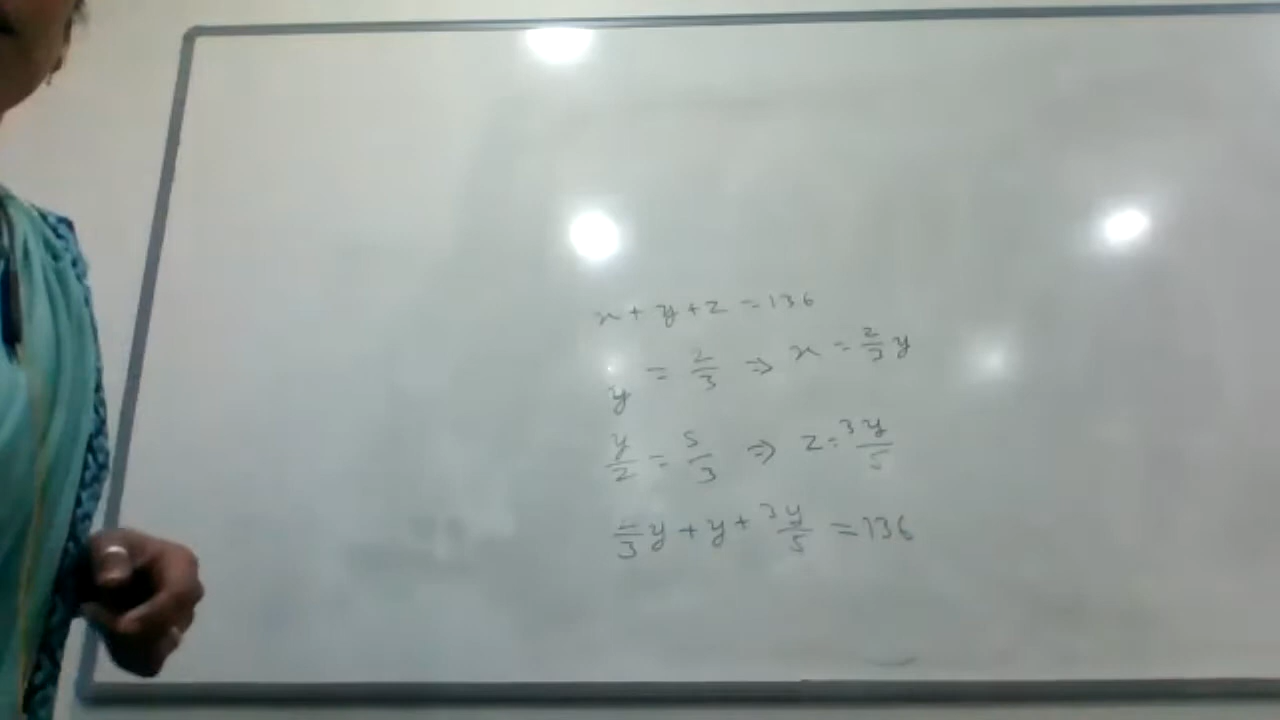 x + y + z = 136
y = 2/3 ⇒ x = 2/3 y
y/z = 5/3 ⇒ z = 3y/5
2/3 y + y + 3y/5 = 136